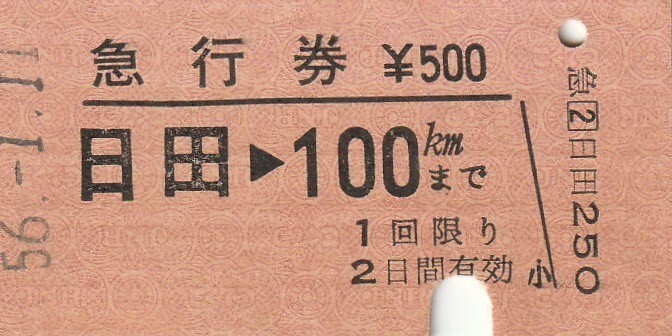 急行券 ¥500
日田▶100kmまで
1回限り
2日間有効
小
急2日田250
56.-1.11